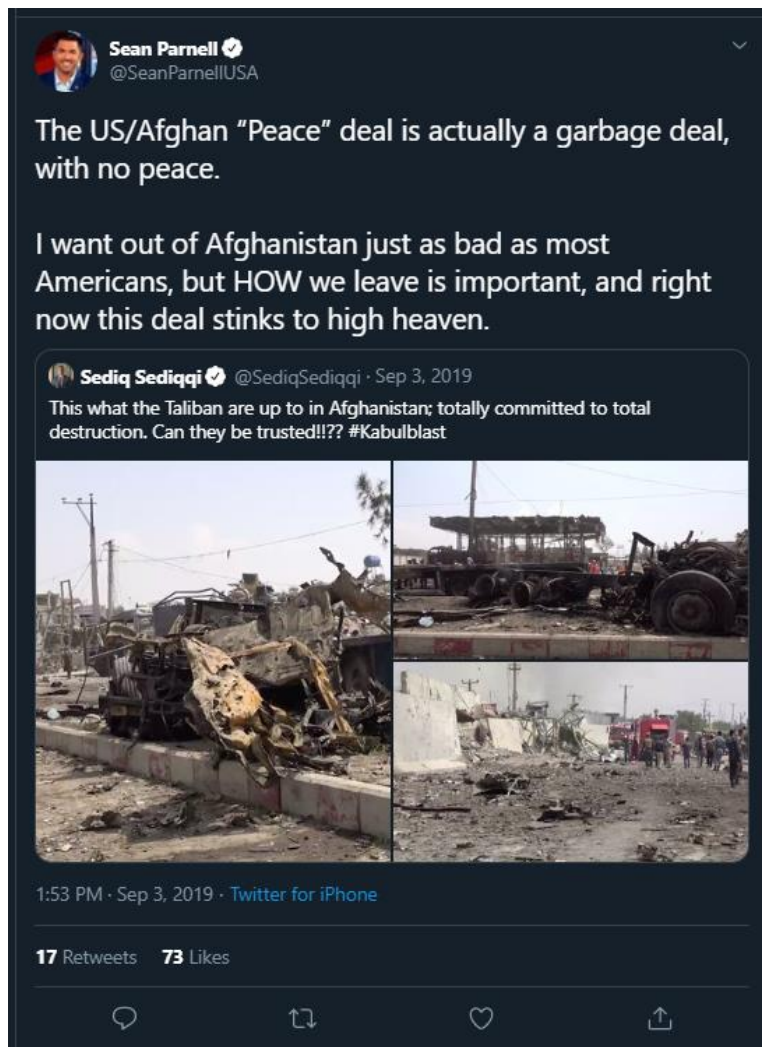 Sean Parnell
@SeanParnellUSA
The US/Afghan “Peace” deal is actually a garbage deal,
with no peace.
I want out of Afghanistan just as bad as most
Americans, but HOW we leave is important, and right
now this deal stinks to high heaven.
Sediq Sediqqi @SediqSediqqi · Sep 3, 2019
This what the Taliban are up to in Afghanistan; totally committed to total
destruction. Can they be trusted!!?? #Kabulblast
1:53 PM · Sep 3, 2019 · Twitter for iPhone
17 Retweets 73 Likes